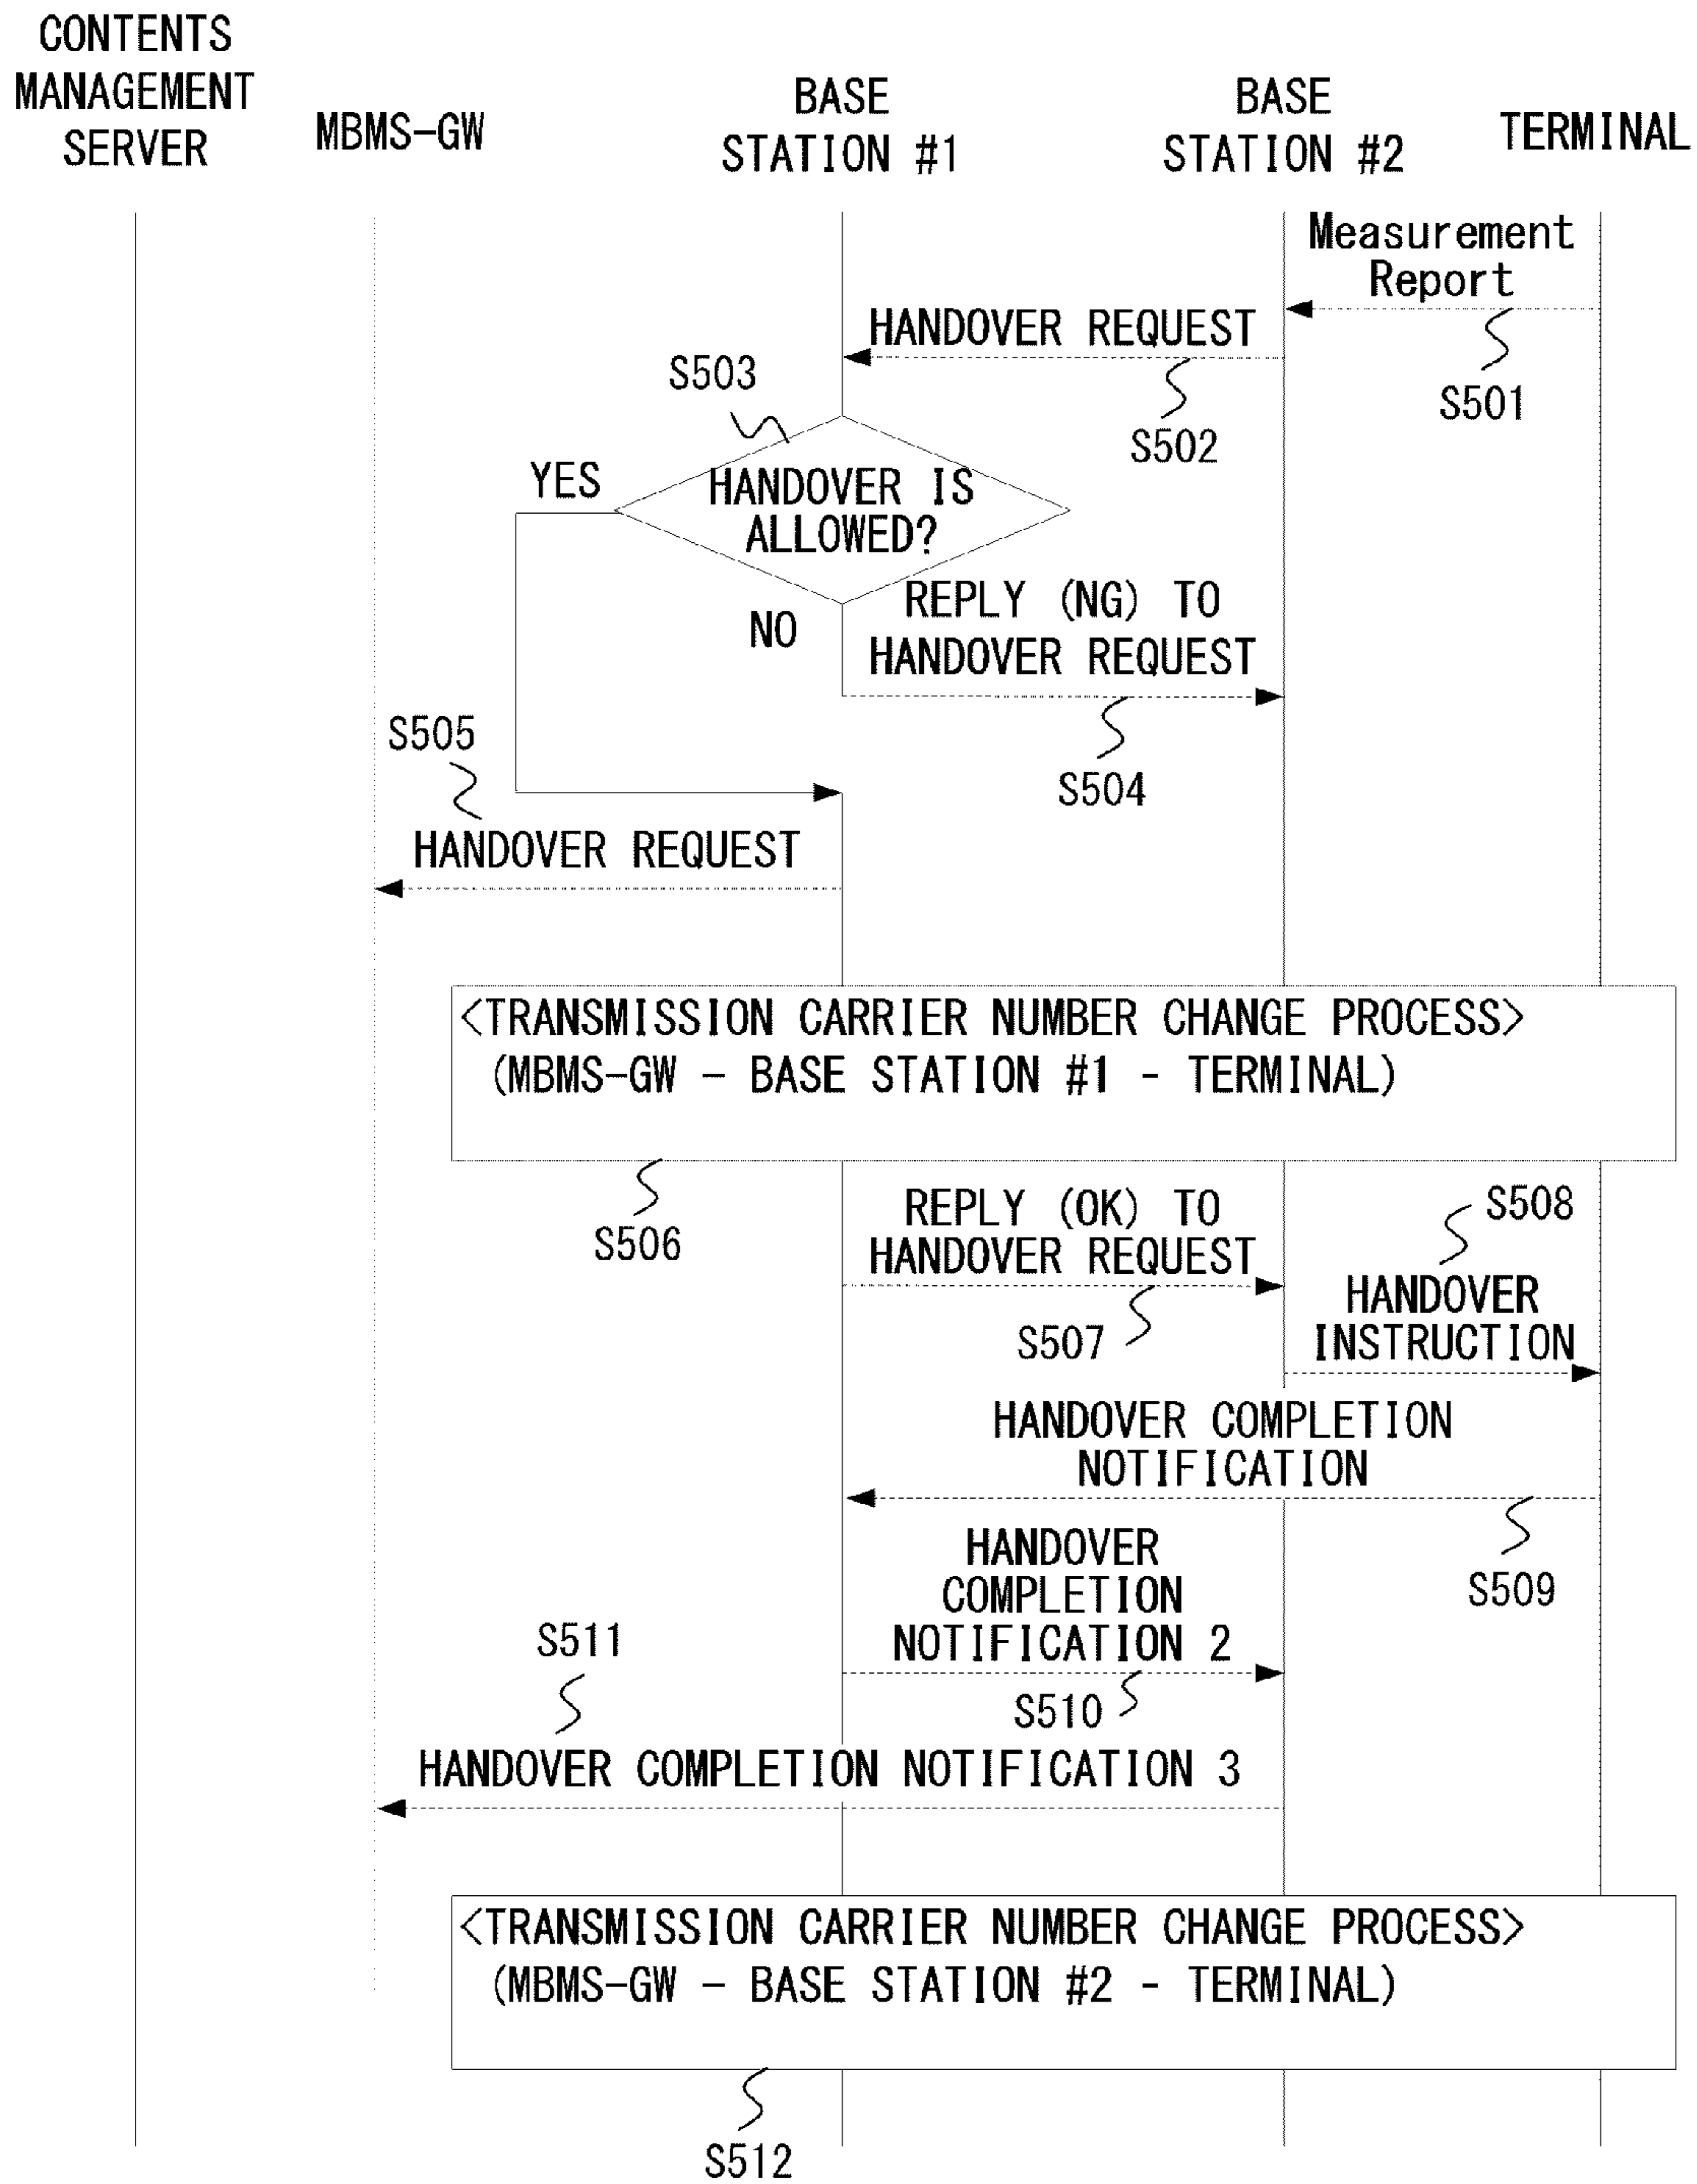 CONTENTS
MANAGEMENT
SERVER
MBMS-GW
BASE
STATION #1
BASE
STATION #2
TERMINAL
Measurement
Report
S501
HANDOVER REQUEST
S502
S503
YES
HANDOVER IS
ALLOWED?
NO
REPLY (NG) TO
HANDOVER REQUEST
S504
S505
HANDOVER REQUEST
<TRANSMISSION CARRIER NUMBER CHANGE PROCESS>
(MBMS-GW - BASE STATION #1 - TERMINAL)
S506
REPLY (OK) TO
HANDOVER REQUEST
S507
S508
HANDOVER
INSTRUCTION
HANDOVER COMPLETION
NOTIFICATION
S509
HANDOVER
COMPLETION
NOTIFICATION 2
S510
S511
HANDOVER COMPLETION NOTIFICATION 3
<TRANSMISSION CARRIER NUMBER CHANGE PROCESS>
(MBMS-GW - BASE STATION #2 - TERMINAL)
S512